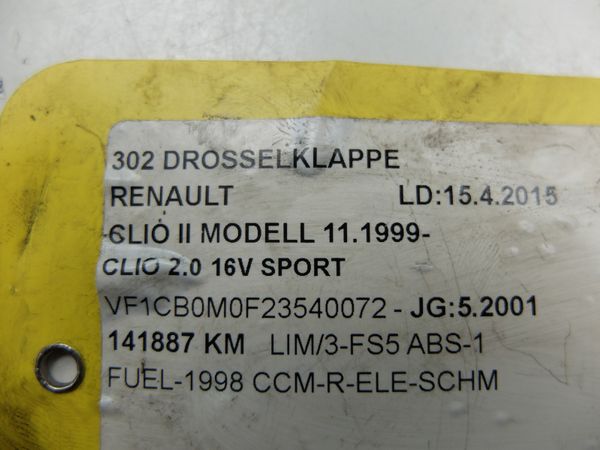 302 DROSSELKLAPPE
RENAULT LD:15.4.2015
CLIO II MODELL 11.1999-
CLIO 2.0 16V SPORT
VF1CB0M0F23540072 - JG:5.2001
141887 KM LIM/3-FS5 ABS-1
FUEL-1998 CCM-R-ELE-SCHM